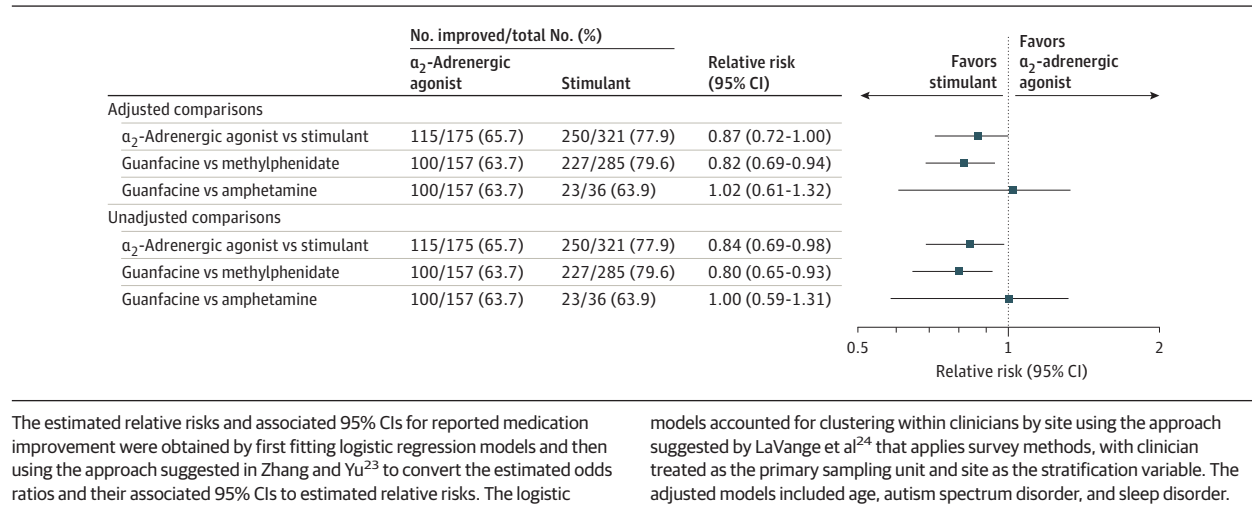 No. improved/total No. (%)
α₂-Adrenergic agonist Stimulant Relative risk (95% CI) Favors stimulant Favors α₂-adrenergic agonist
Adjusted comparisons
α₂-Adrenergic agonist vs stimulant 115/175 (65.7) 250/321 (77.9) 0.87 (0.72-1.00)
Guanfacine vs methylphenidate 100/157 (63.7) 227/285 (79.6) 0.82 (0.69-0.94)
Guanfacine vs amphetamine 100/157 (63.7) 23/36 (63.9) 1.02 (0.61-1.32)
Unadjusted comparisons
α₂-Adrenergic agonist vs stimulant 115/175 (65.7) 250/321 (77.9) 0.84 (0.69-0.98)
Guanfacine vs methylphenidate 100/157 (63.7) 227/285 (79.6) 0.80 (0.65-0.93)
Guanfacine vs amphetamine 100/157 (63.7) 23/36 (63.9) 1.00 (0.59-1.31)
0.5 1 2
Relative risk (95% CI)
The estimated relative risks and associated 95% CIs for reported medication
improvement were obtained by first fitting logistic regression models and then
using the approach suggested in Zhang and Yu²³ to convert the estimated odds
ratios and their associated 95% CIs to estimated relative risks. The logistic
models accounted for clustering within clinicians by site using the approach
suggested by LaVange et al²⁴ that applies survey methods, with clinician
treated as the primary sampling unit and site as the stratification variable. The
adjusted models included age, autism spectrum disorder, and sleep disorder.